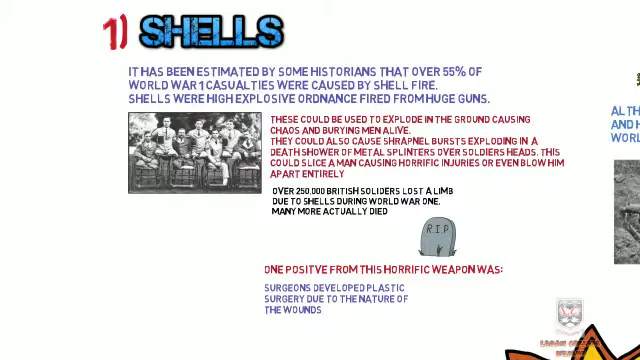 1) SHELLS
IT HAS BEEN ESTIMATED BY SOME HISTORIANS THAT OVER 55% OF
WORLD WAR 1 CASUALTIES WERE CAUSED BY SHELL FIRE.
SHELLS WERE HIGH EXPLOSIVE ORDNANCE FIRED FROM HUGE GUNS.
THESE COULD BE USED TO EXPLODE IN THE GROUND CAUSING
CHAOS AND BURYING MEN ALIVE.
THEY COULD ALSO CAUSE SHRAPNEL BURSTS EXPLODING IN A
DEATH SHOWER OF METAL SPLINTERS OVER SOLDIERS HEADS. THIS
COULD SLICE A MAN CAUSING HORRIFIC INJURIES OR EVEN BLOW HIM
APART ENTIRELY
OVER 250,000 BRITISH SOLIDERS LOST A LIMB
DUE TO SHELLS DURING WORLD WAR ONE.
MANY MORE ACTUALLY DIED
R.I.P
ONE POSITVE FROM THIS HORRIFIC WEAPON WAS:
SURGEONS DEVELOPED PLASTIC
SURGERY DUE TO THE NATURE OF
THE WOUNDS
ALTH
AND H
WORL